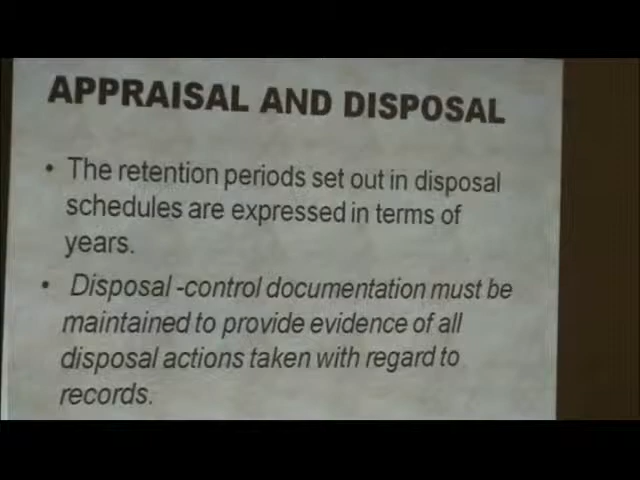 APPRAISAL AND DISPOSAL
• The retention periods set out in disposal
schedules are expressed in terms of
years.
• Disposal -control documentation must be
maintained to provide evidence of all
disposal actions taken with regard to
records.